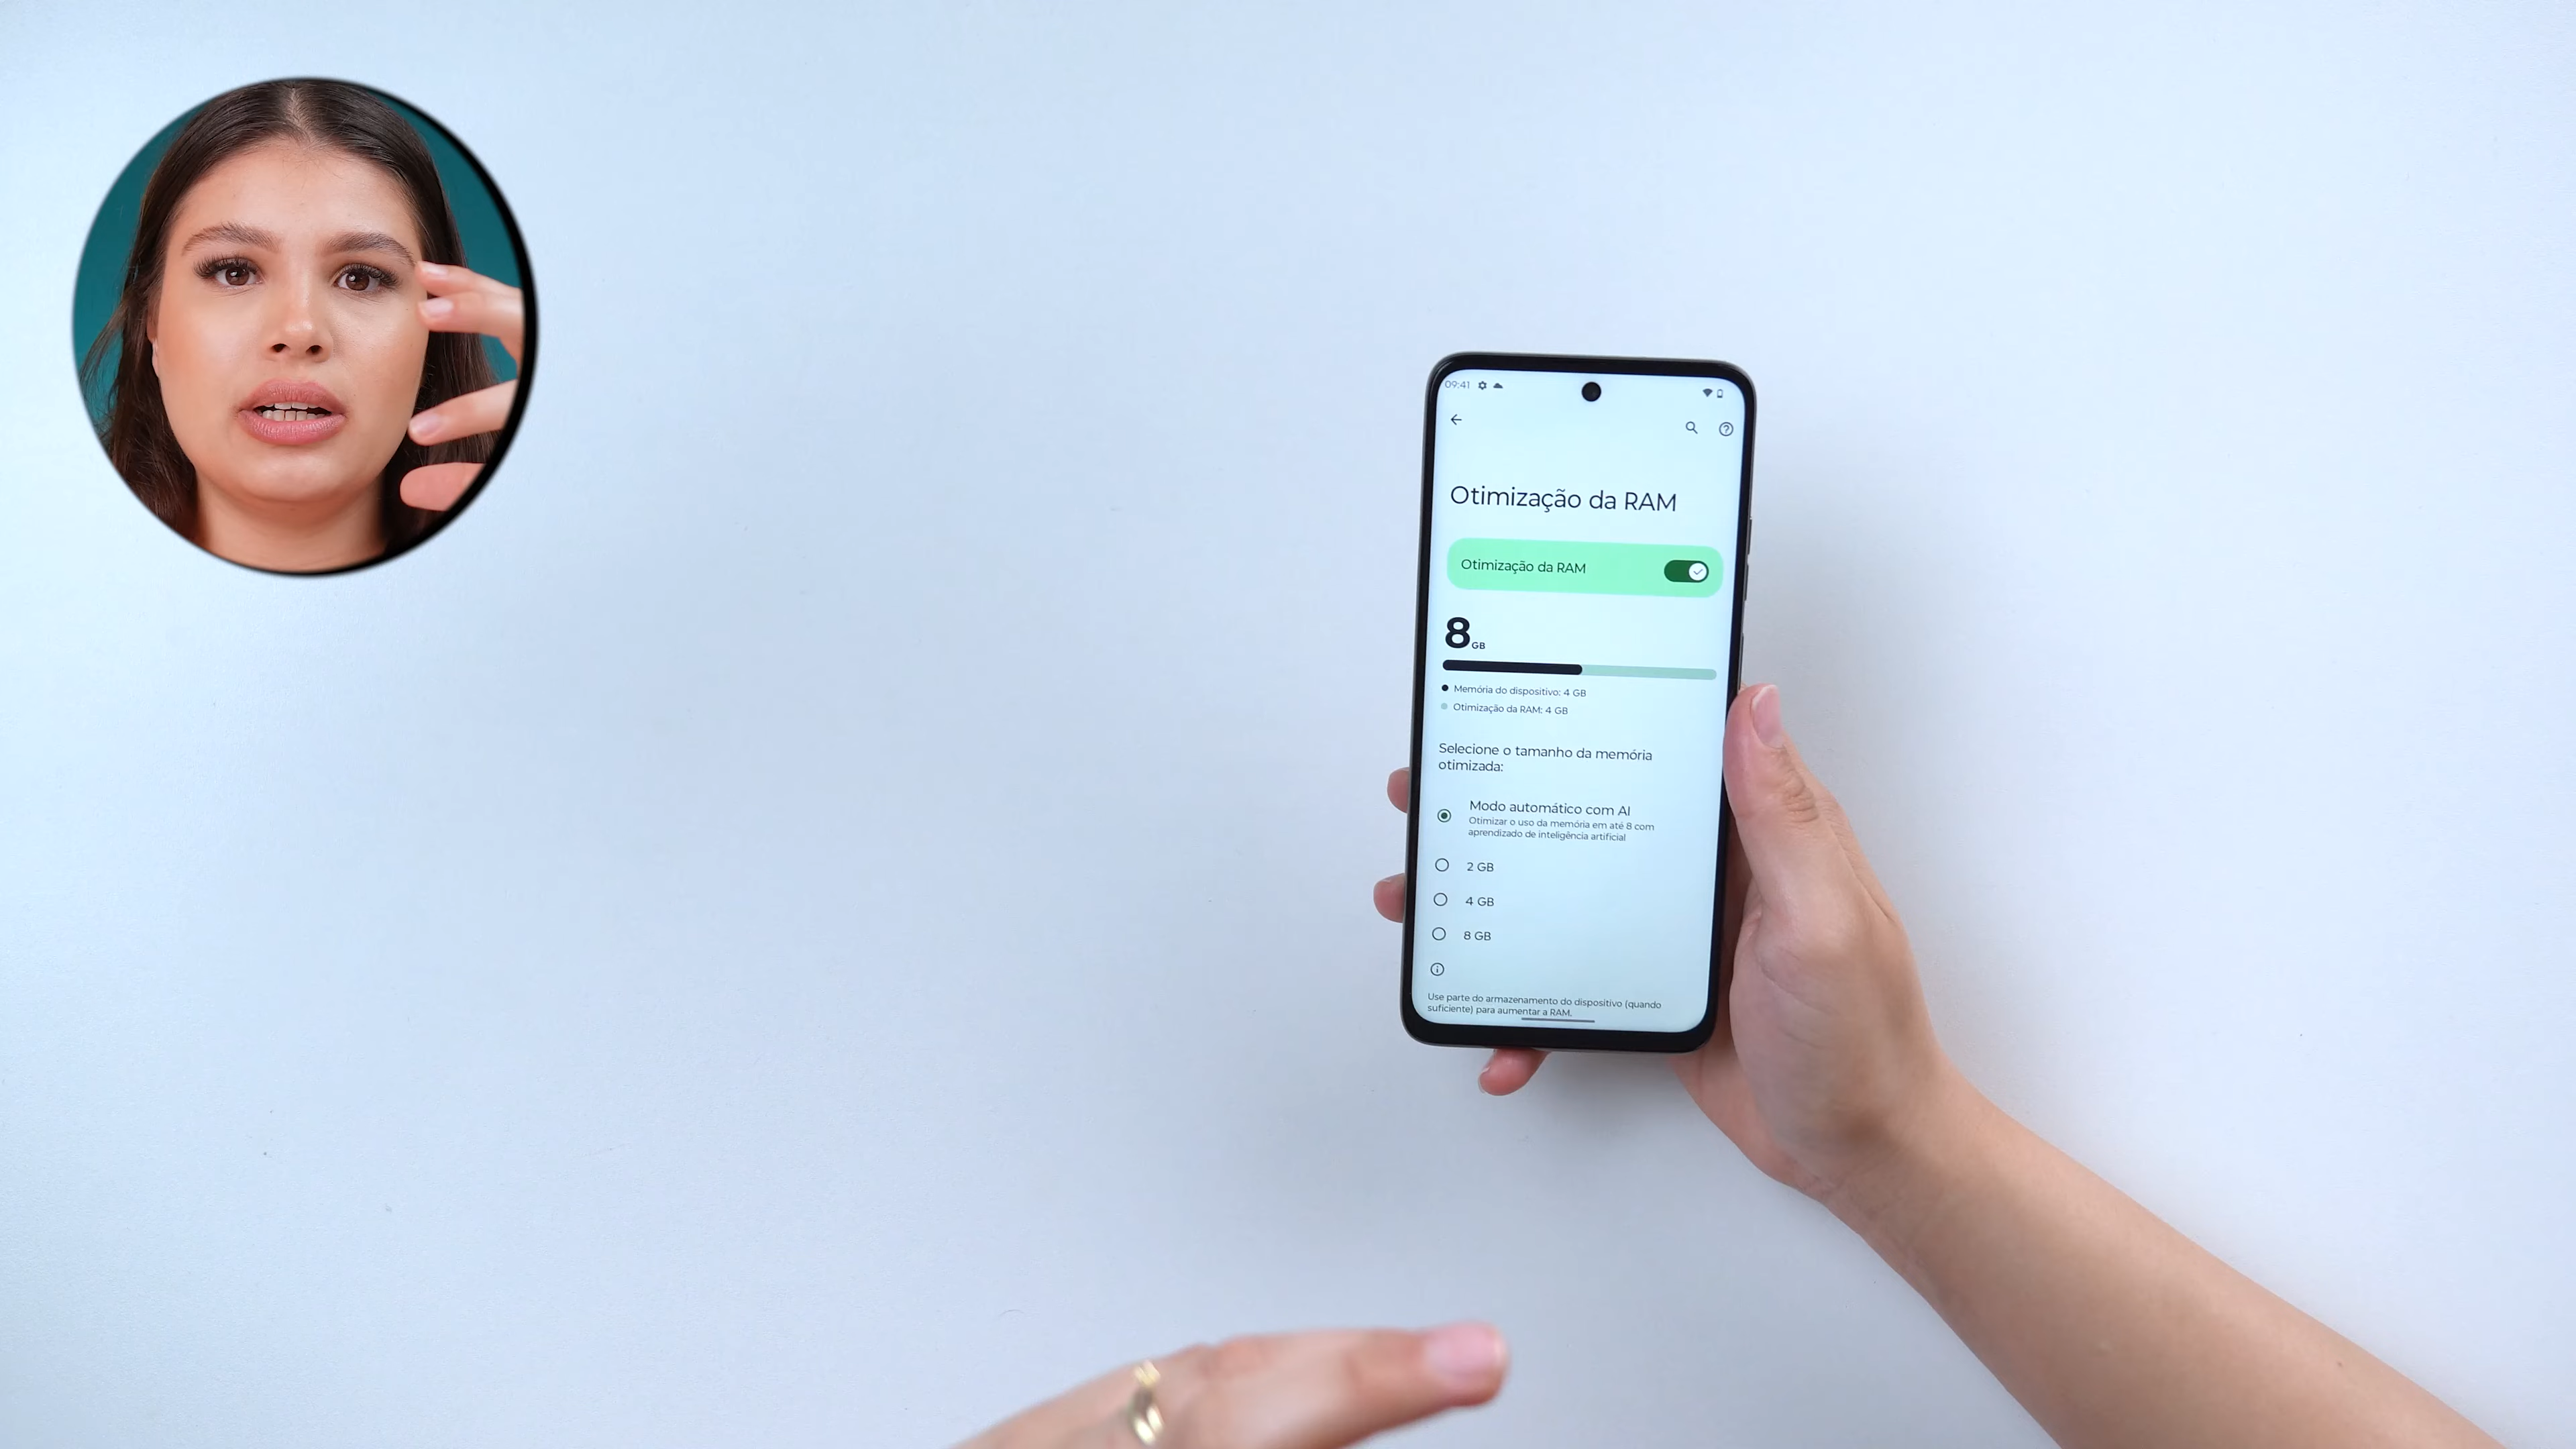 09:41
Otimização da RAM
Otimização da RAM
8 GB
Memória do dispositivo: 4 GB
Otimização da RAM: 4 GB
Selecione o tamanho da memória
otimizada:
Modo automático com AI
Otimizar o uso da memória em até 8 com
aprendizado de inteligência artificial
2 GB
4 GB
8 GB
Use parte do armazenamento do dispositivo (quando
suficiente) para aumentar a RAM.